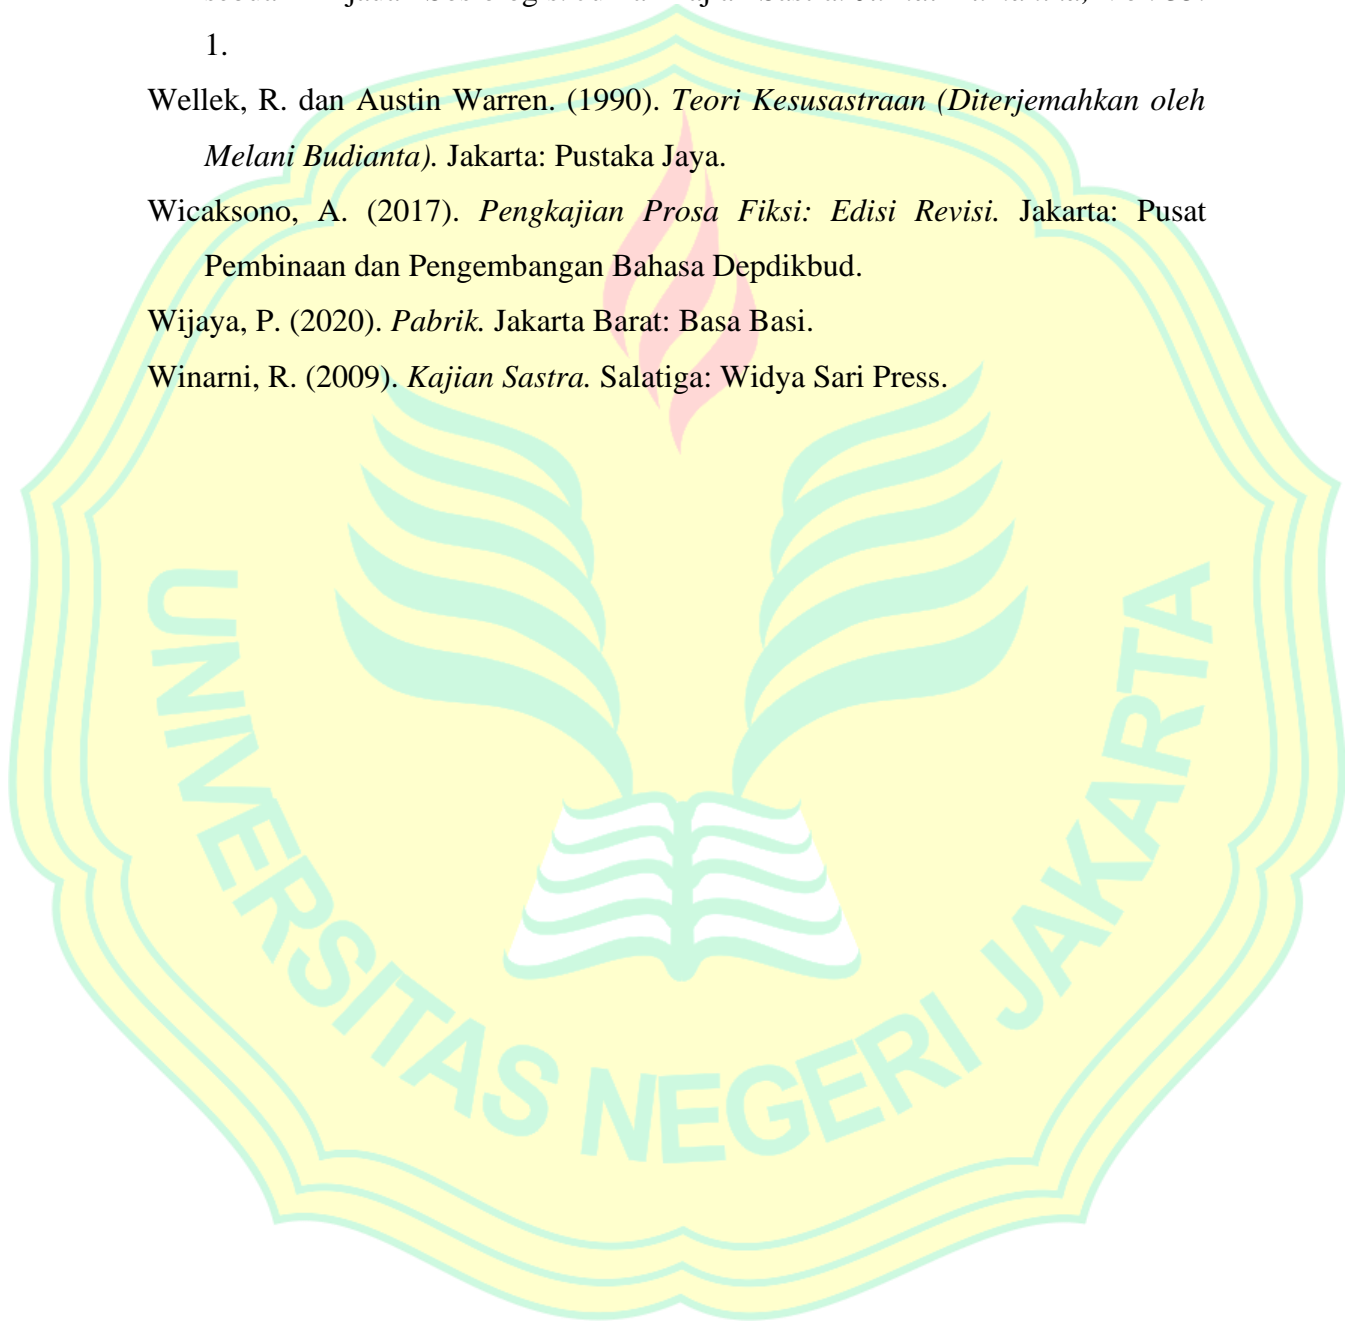 1.
Wellek, R. dan Austin Warren. (1990). Teori Kesusastraan (Diterjemahkan oleh
Melani Budianta). Jakarta: Pustaka Jaya.
Wicaksono, A. (2017). Pengkajian Prosa Fiksi: Edisi Revisi. Jakarta: Pusat
Pembinaan dan Pengembangan Bahasa Depdikbud.
Wijaya, P. (2020). Pabrik. Jakarta Barat: Basa Basi.
Winarni, R. (2009). Kajian Sastra. Salatiga: Widya Sari Press.
UNIVERSITAS NEGERI JAKARTA